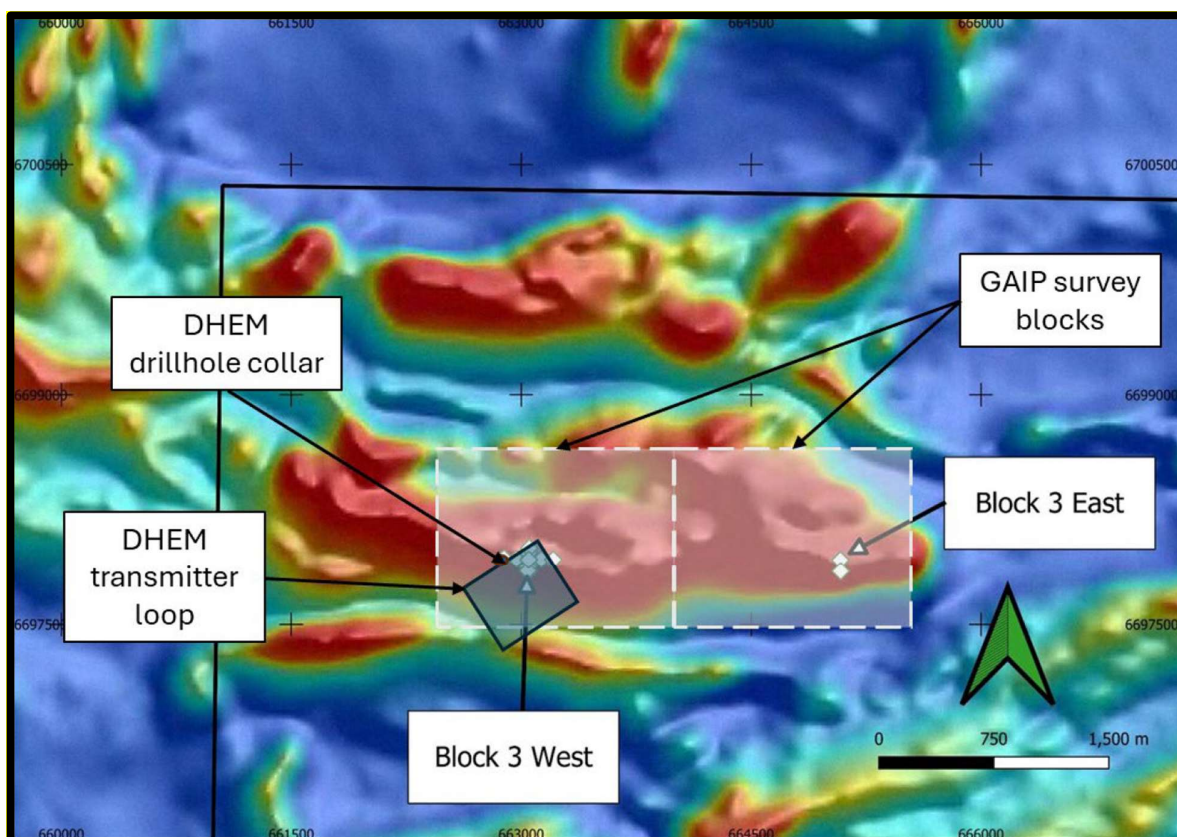 660000
661500
663000
664500
666000
6700500
6700500
GAIP survey
blocks
DHEM
drillhole collar
6699000
6699000
Block 3 East
DHEM
transmitter
loop
6697500
6697500
Block 3 West
0
750
1,500 m
660000
661500
663000
664500
666000